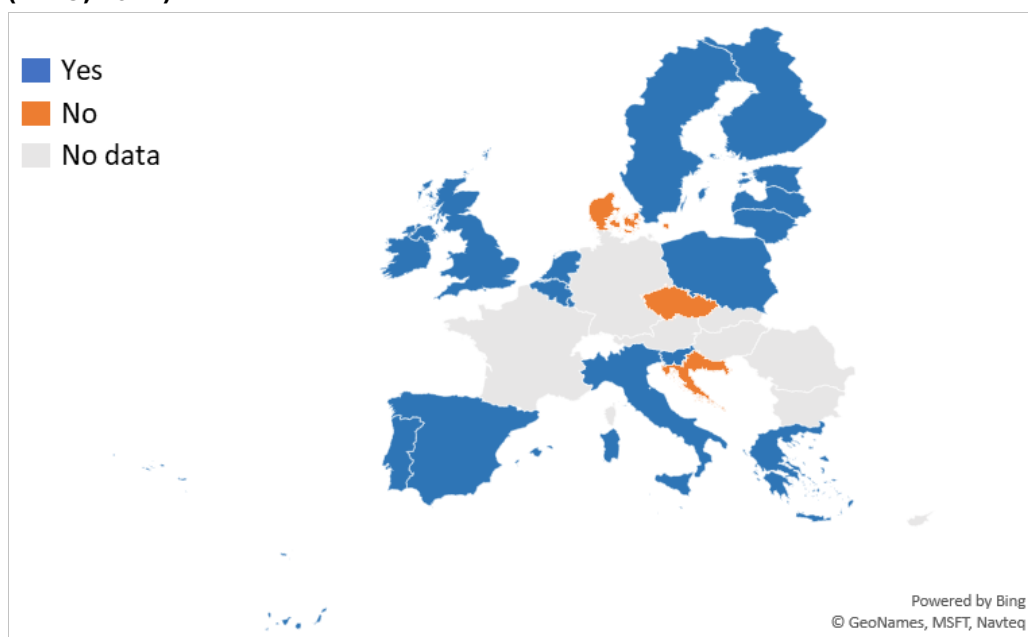 Yes
No
No data
Powered by Bing
© GeoNames, MSFT, Navteq